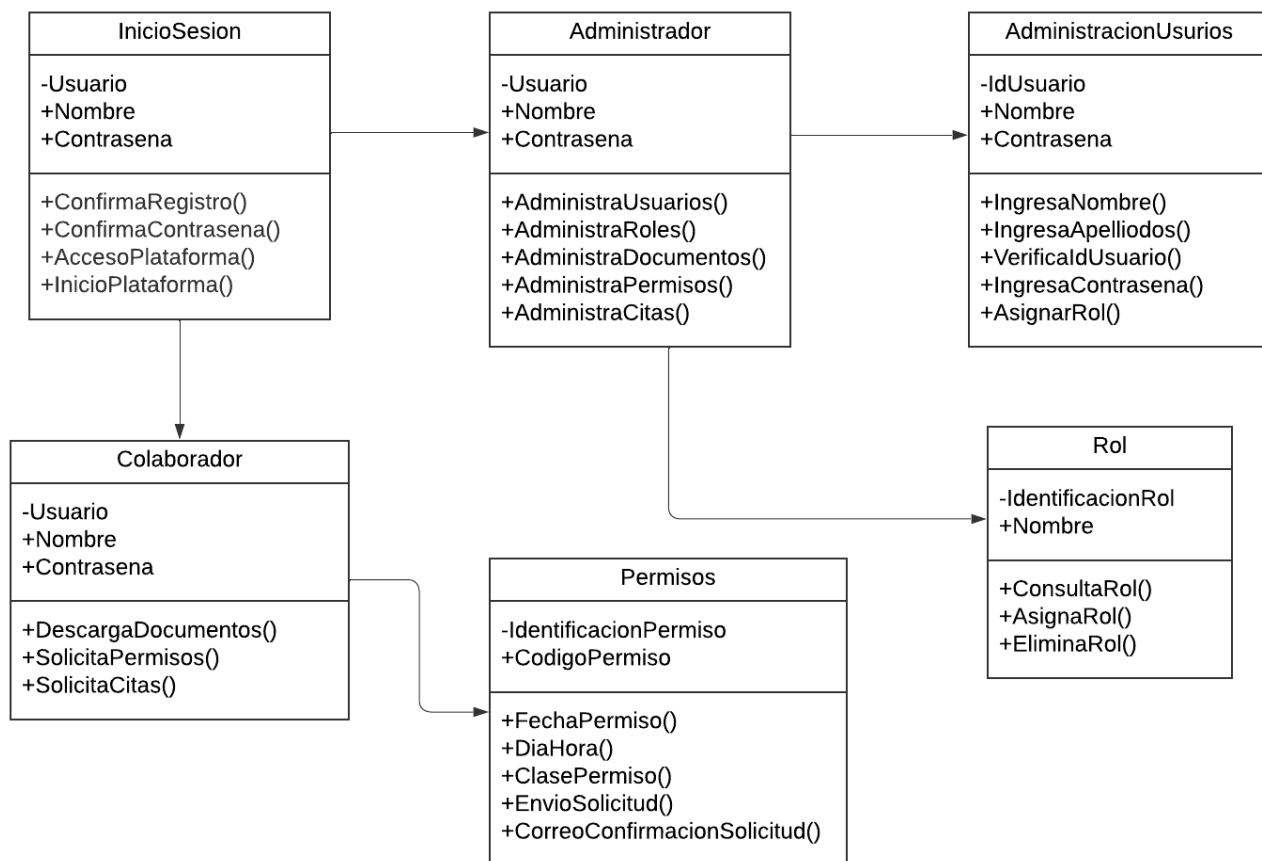 InicioSesion
-Usuario
+Nombre
+Contrasena
+ConfirmaRegistro()
+ConfirmaContrasena()
+AccesoPlataforma()
+InicioPlataforma()
Administrador
-Usuario
+Nombre
+Contrasena
+AdministraUsuarios()
+AdministraRoles()
+AdministraDocumentos()
+AdministraPermisos()
+AdministraCitas()
AdministracionUsurios
-IdUsuario
+Nombre
+Contrasena
+IngresaNombre()
+IngresaApelliodos()
+VerificaIdUsuario()
+IngresaContrasena()
+AsignarRol()
Colaborador
-Usuario
+Nombre
+Contrasena
+DescargaDocumentos()
+SolicitaPermisos()
+SolicitaCitas()
Permisos
-IdentificacionPermiso
+CodigoPermiso
+FechaPermiso()
+DiaHora()
+ClasePermiso()
+EnvioSolicitud()
+CorreoConfirmacionSolicitud()
Rol
-IdentificacionRol
+Nombre
+ConsultaRol()
+AsignaRol()
+EliminaRol()